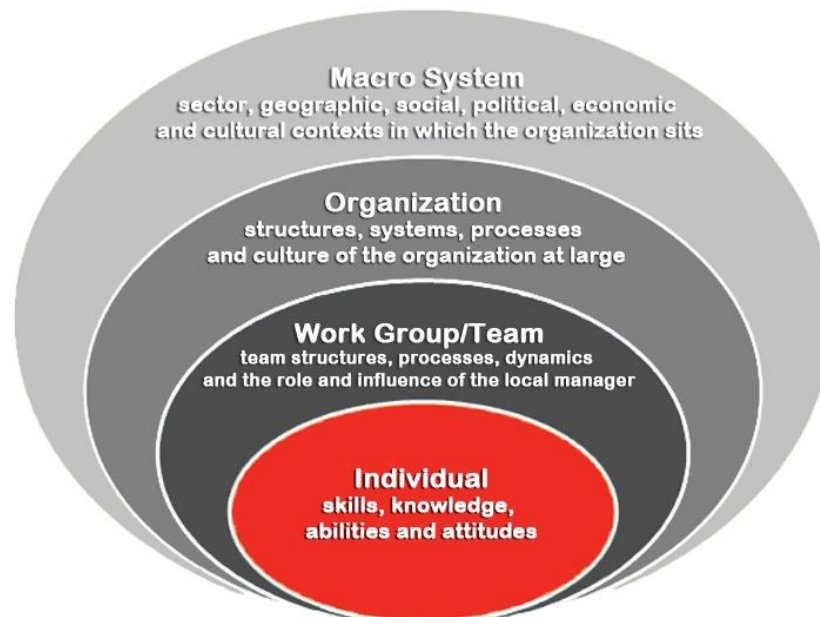 Macro System
sector, geographic, social, political, economic
and cultural contexts in which the organization sits
Organization
structures, systems, processes
and culture of the organization at large
Work Group/Team
team structures, processes, dynamics
and the role and influence of the local manager
Individual
skills, knowledge,
abilities and attitudes